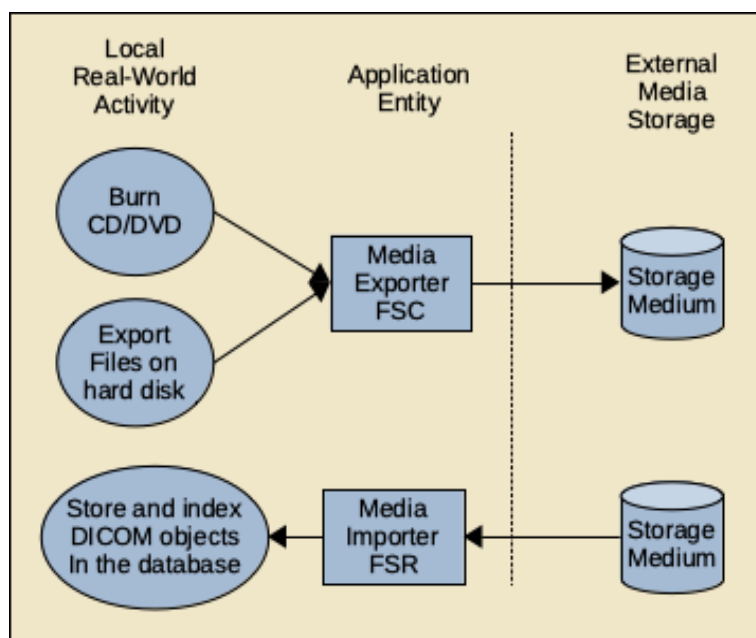 Local
Real-World
Activity
Application
Entity
External
Media
Storage
Burn
CD/DVD
Export
Files on
hard disk
Media
Exporter
FSC
Storage
Medium
Store and index
DICOM objects
In the database
Media
Importer
FSR
Storage
Medium